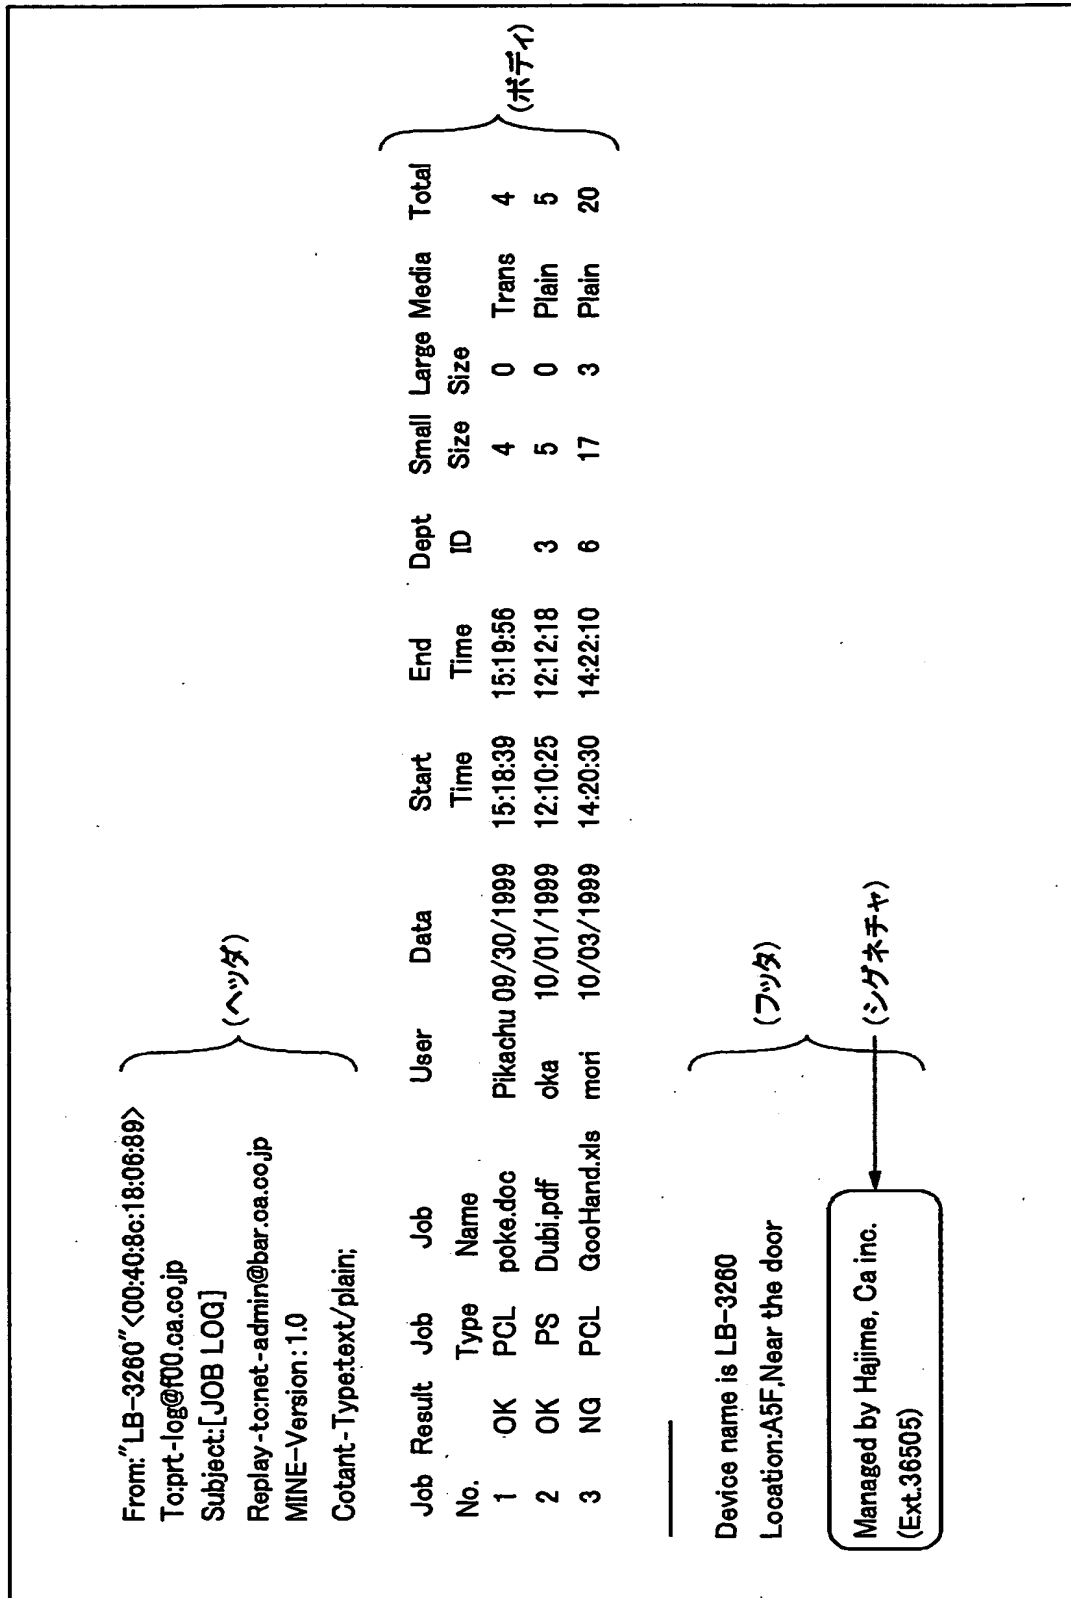 From:"LB-3260"<00:40:8c:18:06:89>
To:prt-log@f00.ca.co.jp
Subject:[JOB LOG]
Replay-to:net-admin@bar.ca.co.jp
MINE-Version : 1.0
Cotant-Type:text/plain;
(ヘッダ)
Job Result Job Job User Data Start End Dept Small Large Media Total
No. Type Name Time Time ID Size Size
1 OK PCL poke.doc Pikachu 09/30/1999 15:18:39 15:19:56 4 0 Trans 4
2 OK PS Dubi.pdf oka 10/01/1999 12:10:25 12:12:18 3 5 0 Plain 5
3 NG PCL GooHand.xls mori 10/03/1999 14:20:30 14:22:10 6 17 3 Plain 20
(ボディ)
Device name is LB-3260
Location:A5F,Near the door
(フッタ)
Managed by Hajime, Ca inc.
(Ext.36505)
(シグネチャ)